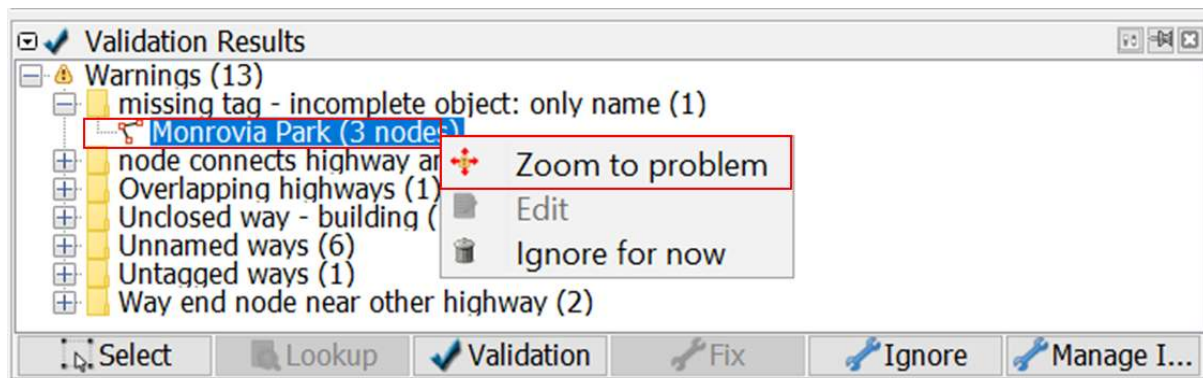 Validation Results
Warnings (13)
missing tag - incomplete object: only name (1)
Monrovia Park (3 nodes)
node connects highway an
Zoom to problem
Overlapping highways (1)
Edit
Unclosed way - building (
Unnamed ways (6)
Ignore for now
Untagged ways (1)
Way end node near other highway (2)
Select Lookup Validation Fix Ignore Manage I...